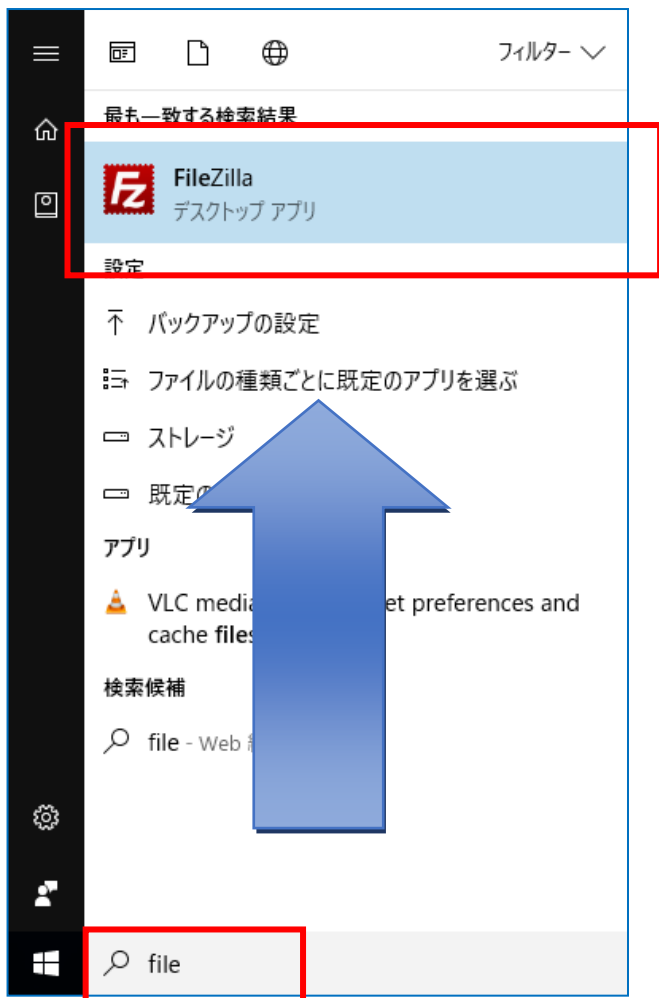 フィルター
最も一致する検索結果
FileZilla
デスクトップ アプリ
設定
バックアップの設定
ファイルの種類ごとに既定のアプリを選ぶ
ストレージ
既定の
アプリ
VLC media et preferences and
cache files
検索候補
file - Web
file